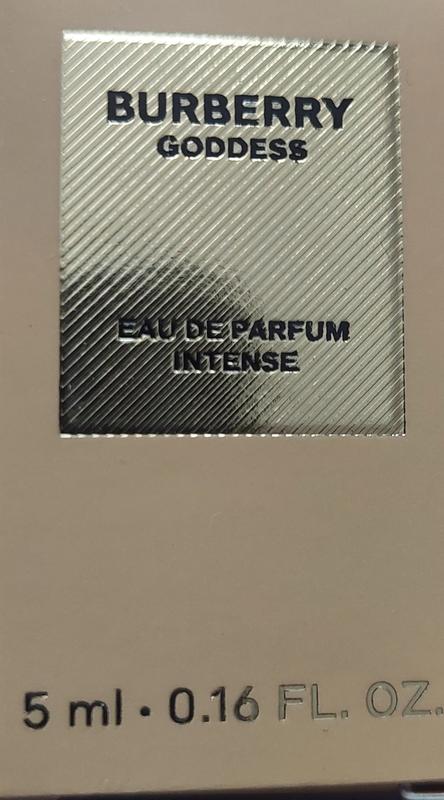 BURBERRY
GODDESS
EAU DE PARFUM
INTENSE
5 ml • 0.16 FL. OZ.